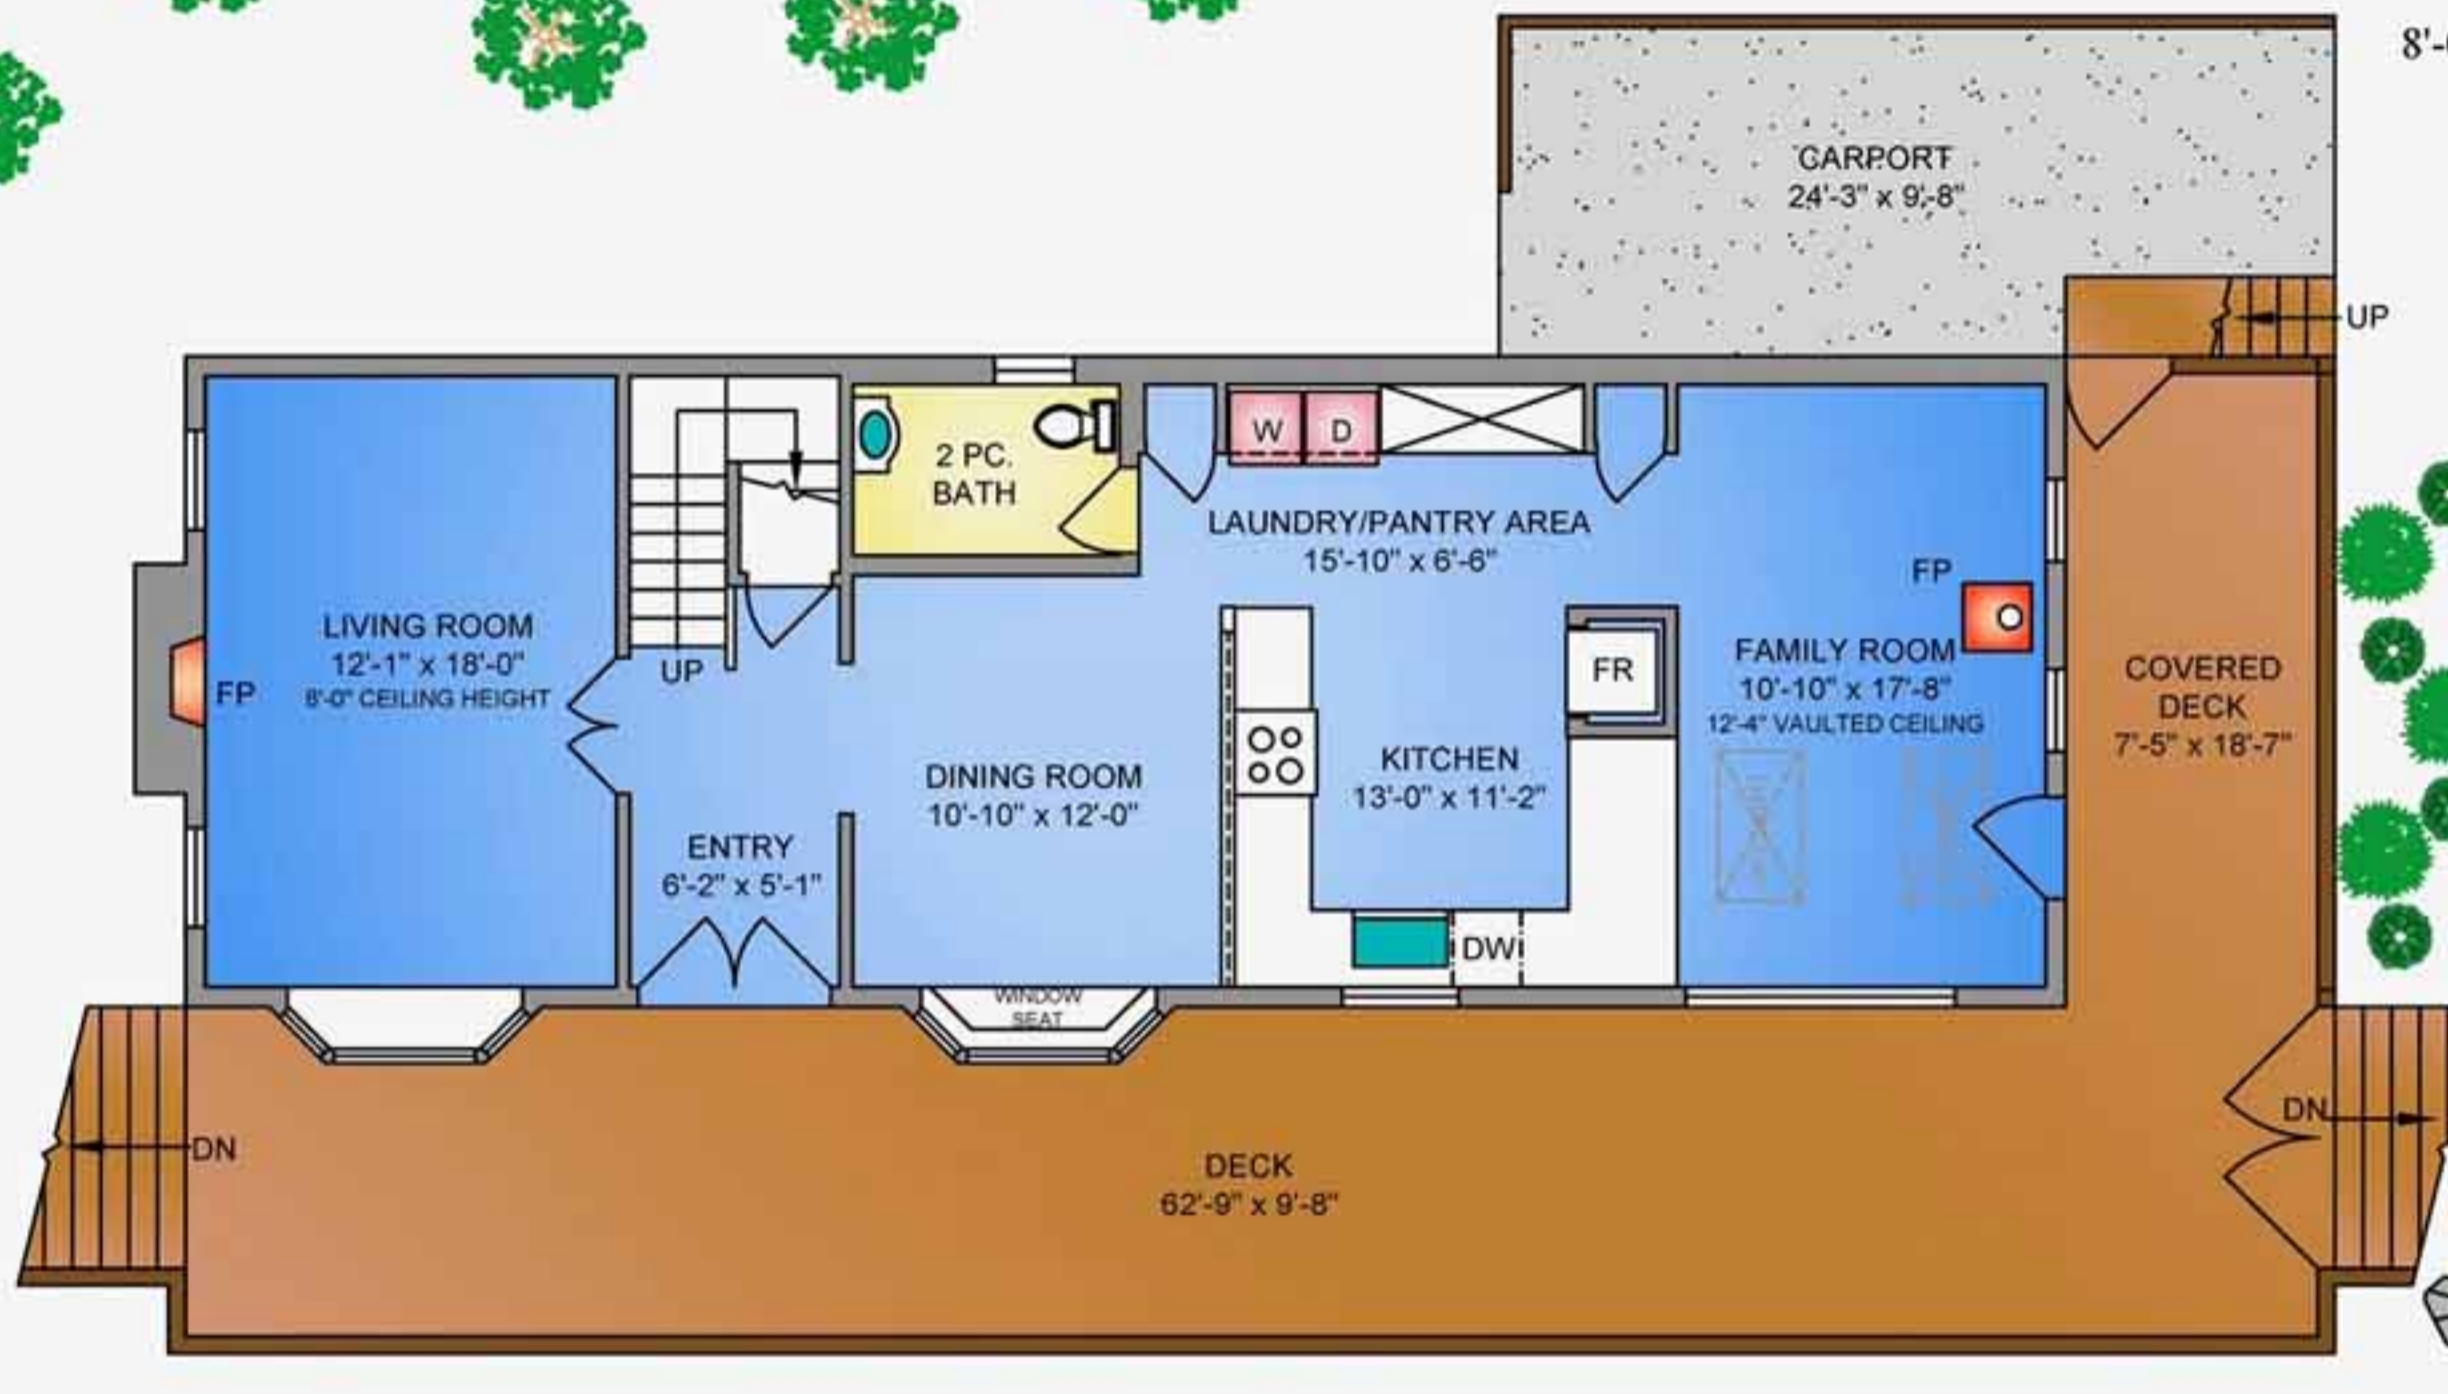 8'-
CARPORT
24'-3" x 9'-8"
UP
W
D
2 PC.
BATH
LAUNDRY/PANTRY AREA
15'-10" x 6'-6"
FP
LIVING ROOM
12'-1" x 18'-0"
8'-0" CEILING HEIGHT
FP
UP
FR
FAMILY ROOM
10'-10" x 17'-8"
12'-4" VAULTED CEILING
COVERED
DECK
7'-5" x 18'-7"
DINING ROOM
10'-10" x 12'-0"
KITCHEN
13'-0" x 11'-2"
ENTRY
6'-2" x 5'-1"
DW
WINDOW
SEAT
DN
DN
DECK
62'-9" x 9'-8"